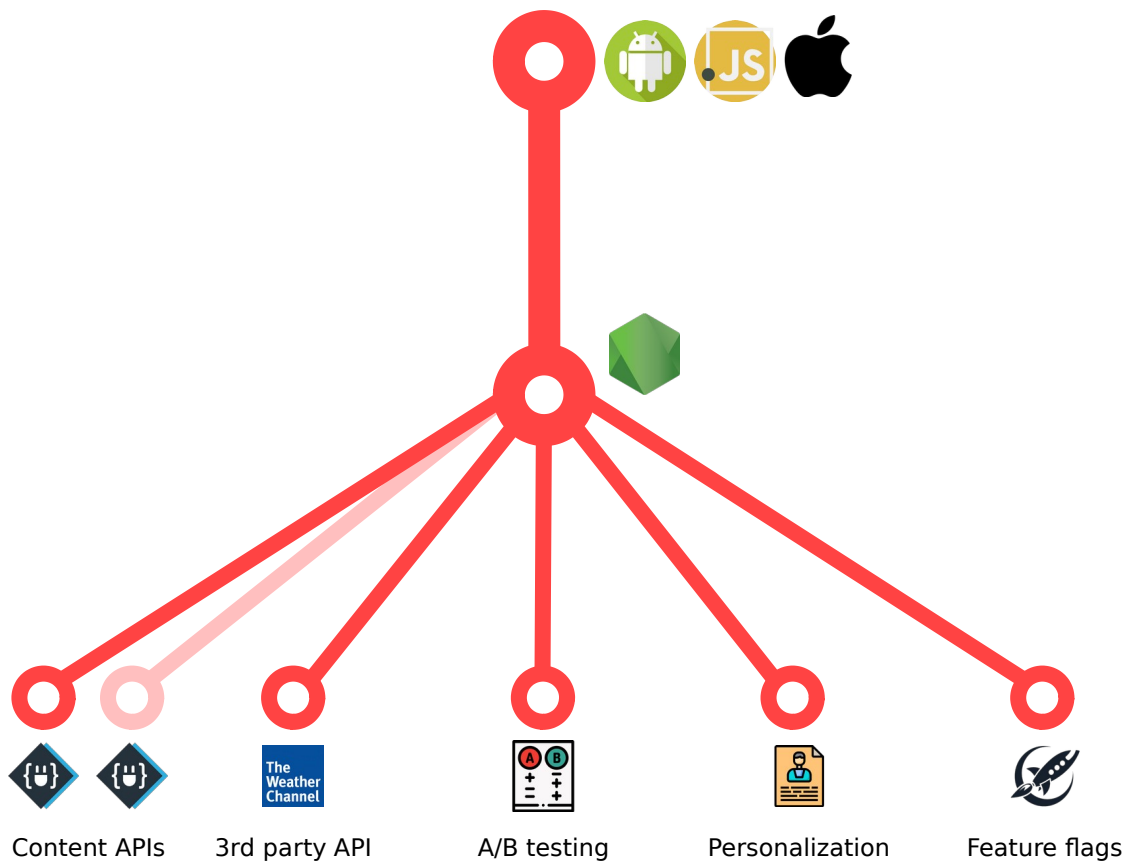 JS
{ }
{ }
The
Weather
Channel
A B
Content APIs
3rd party API
A/B testing
Personalization
Feature flags